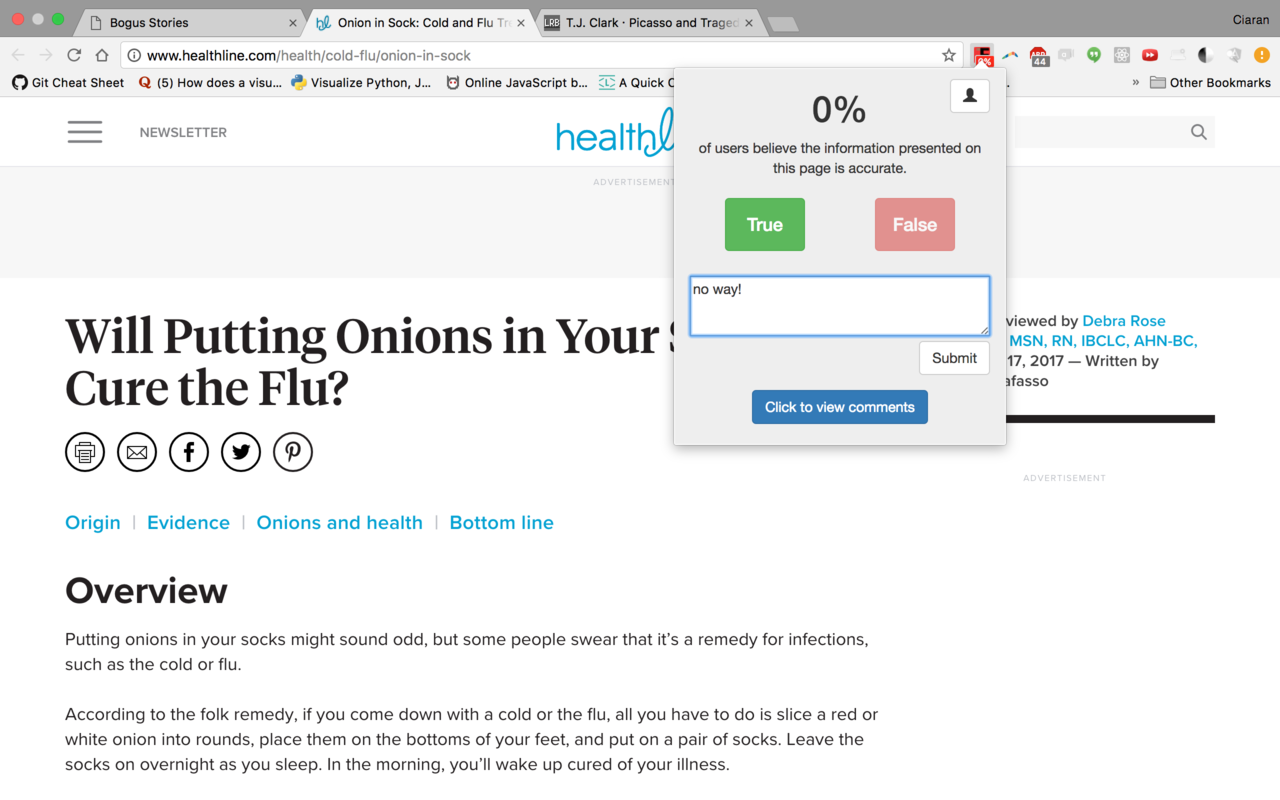 Bogus Stories
Onion in Sock: Cold and Flu Tre
T.J. Clark · Picasso and Traged
Ciaran
www.healthline.com/health/cold-flu/onion-in-sock
0%
44
Git Cheat Sheet
(5) How does a visu...
Visualize Python, J...
Online JavaScript b...
A Quick C
»
Other Bookmarks
NEWSLETTER
healthl
ADVERTISEMENT
0%
of users believe the information presented on
this page is accurate.
True
False
no way!
Submit
Click to view comments
Will Putting Onions in Your S
Cure the Flu?
viewed by Debra Rose
MSN, RN, IBCLC, AHN-BC,
17, 2017 — Written by
afasso
ADVERTISEMENT
Origin | Evidence | Onions and health | Bottom line
Overview
Putting onions in your socks might sound odd, but some people swear that it’s a remedy for infections,
such as the cold or flu.
According to the folk remedy, if you come down with a cold or the flu, all you have to do is slice a red or
white onion into rounds, place them on the bottoms of your feet, and put on a pair of socks. Leave the
socks on overnight as you sleep. In the morning, you’ll wake up cured of your illness.